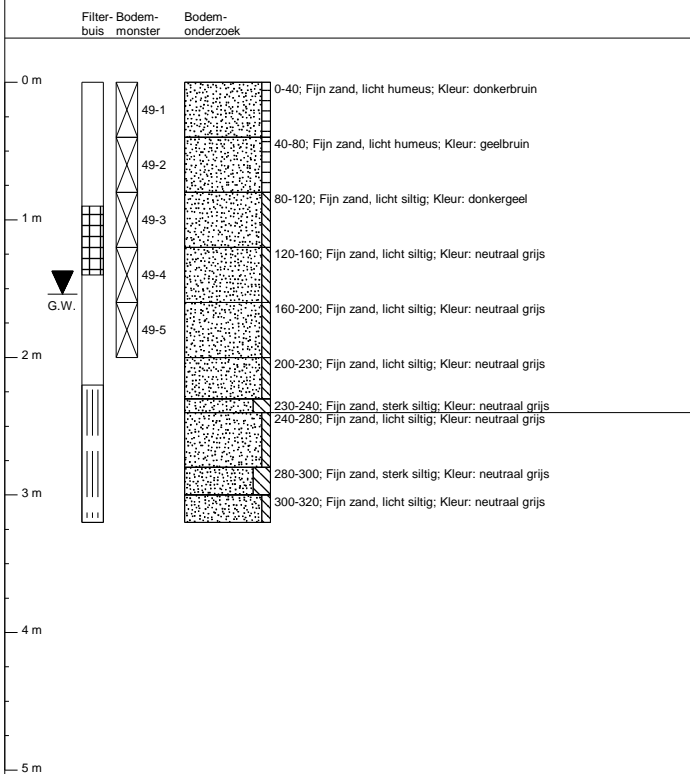 Filter- Bodem- Bodem-
buis monster onderzoek
0 m
0-40; Fijn zand, licht humeus; Kleur: donkerbruin
49-1
40-80; Fijn zand, licht humeus; Kleur: geelbruin
49-2
80-120; Fijn zand, licht siltig; Kleur: donkergeel
1 m
49-3
120-160; Fijn zand, licht siltig; Kleur: neutraal grijs
49-4
G.W.
160-200; Fijn zand, licht siltig; Kleur: neutraal grijs
49-5
2 m
200-230; Fijn zand, licht siltig; Kleur: neutraal grijs
230-240; Fijn zand, sterk siltig; Kleur: neutraal grijs
240-280; Fijn zand, licht siltig; Kleur: neutraal grijs
280-300; Fijn zand, sterk siltig; Kleur: neutraal grijs
3 m
300-320; Fijn zand, licht siltig; Kleur: neutraal grijs
4 m
5 m